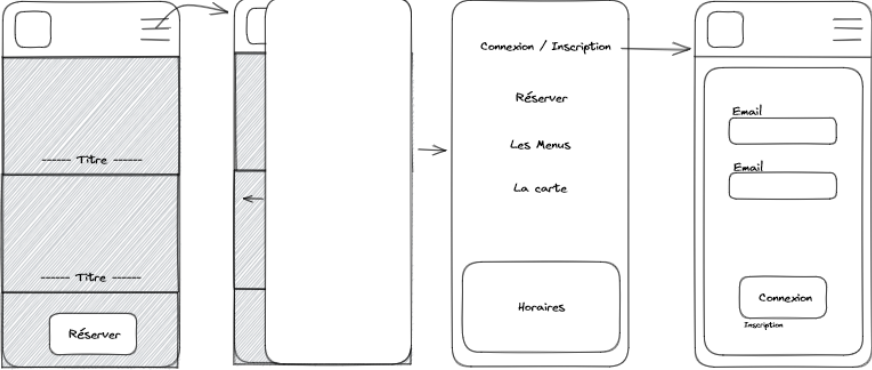 Titre
Titre
Réserver
Connexion / Inscription
Réserver
Les Menus
La carte
Horaires
Email
Email
Connexion
Inscription